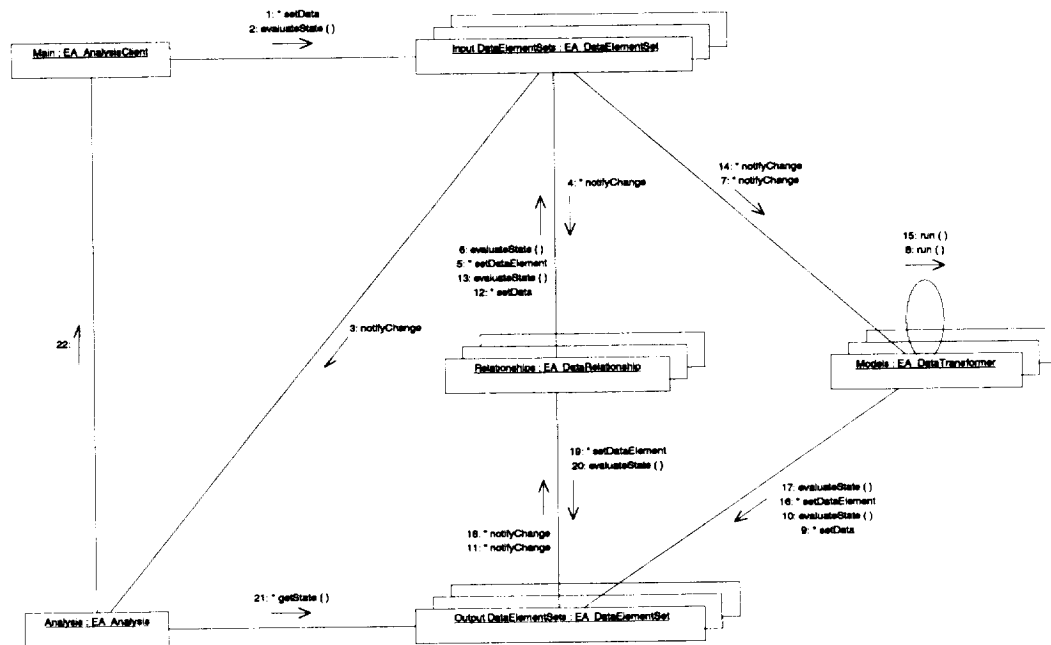 1: * setData
2: evaluateState ( )
Main : EA_AnalysisClient
Input DataElementSets : EA_DataElementSet
14: * notifyChange
7: * notifyChange
4: * notifyChange
15: run ( )
8: run ( )
6: evaluateState ( )
5: * setDataElement
13: evaluateState ( )
12: * setData
3: notifyChange
22:
Relationships : EA_DataRelationship
Models : EA_DataTransformer
19: * setDataElement
20: evaluateState ( )
17: evaluateState ( )
16: * setDataElement
10: evaluateState ( )
9: * setData
18: * notifyChange
11: * notifyChange
21: * getState ( )
Analysis : EA_Analysis
Output DataElementSets : EA_DataElementSet